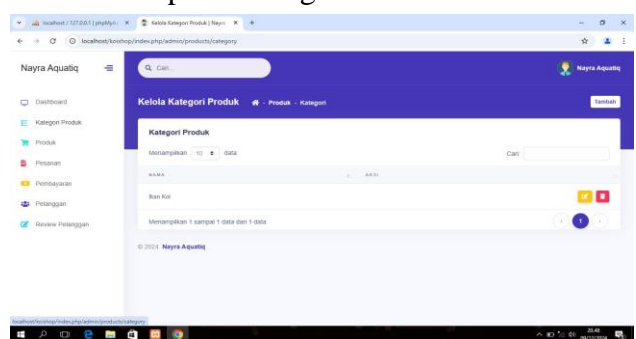 localhost / 127.0.0.1 | phpMyA
Kelola Kategori Produk | Nayra
localhost/koishop/index.php/admin/products/category
Nayra Aquatiq
Cari...
Nayra Aquatiq
Dashboard
Kategori Produk
Produk
Pesanan
Pembayaran
Pelanggan
Review Pelanggan
Kelola Kategori Produk - Produk - Kategori
Tambah
Kategori Produk
Menampilkan 10 data
Cari:
NAMA AKSI
Ikan Koi
Menampilkan 1 sampai 1 data dari 1 data
1
© 2024 Nayra Aquatiq
localhost/koishop/index.php/admin/products/category
20.48